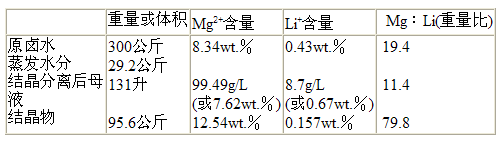 重量或体积 Mg2+含量 Li+含量 Mg：Li(重量比)
原卤水 300公斤 8.34wt.％ 0.43wt.％ 19.4
蒸发水分 29.2公斤
结晶分离后母液 131升 99.49g/L (或7.62wt.％) 8.7g/L (或0.67wt.％) 11.4
结晶物 95.6公斤 12.54wt.％ 0.157wt.％ 79.8